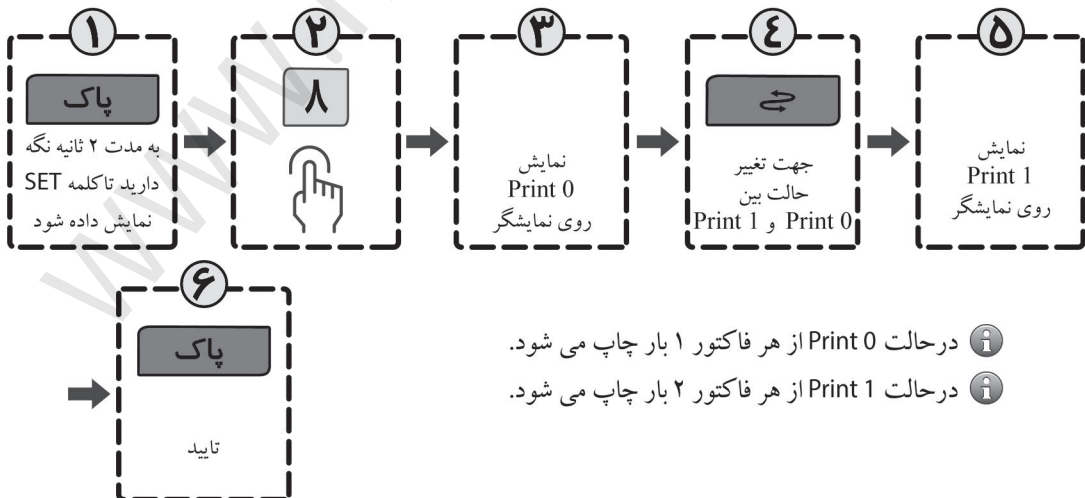 ۱
پاک
به مدت ۲ ثانیه نگه
دارید تاکلمه SET
نمایش داده شود
۲
۸
۳
نمایش
Print 0
روی نمایشگر
٤
جهت تغییر
حالت بین
Print 0 و Print 1
۵
نمایش
Print 1
روی نمایشگر
۶
پاک
تایید
درحالت Print 0 از هر فاکتور ۱ بار چاپ می شود.
درحالت Print 1 از هر فاکتور ۲ بار چاپ می شود.
www.